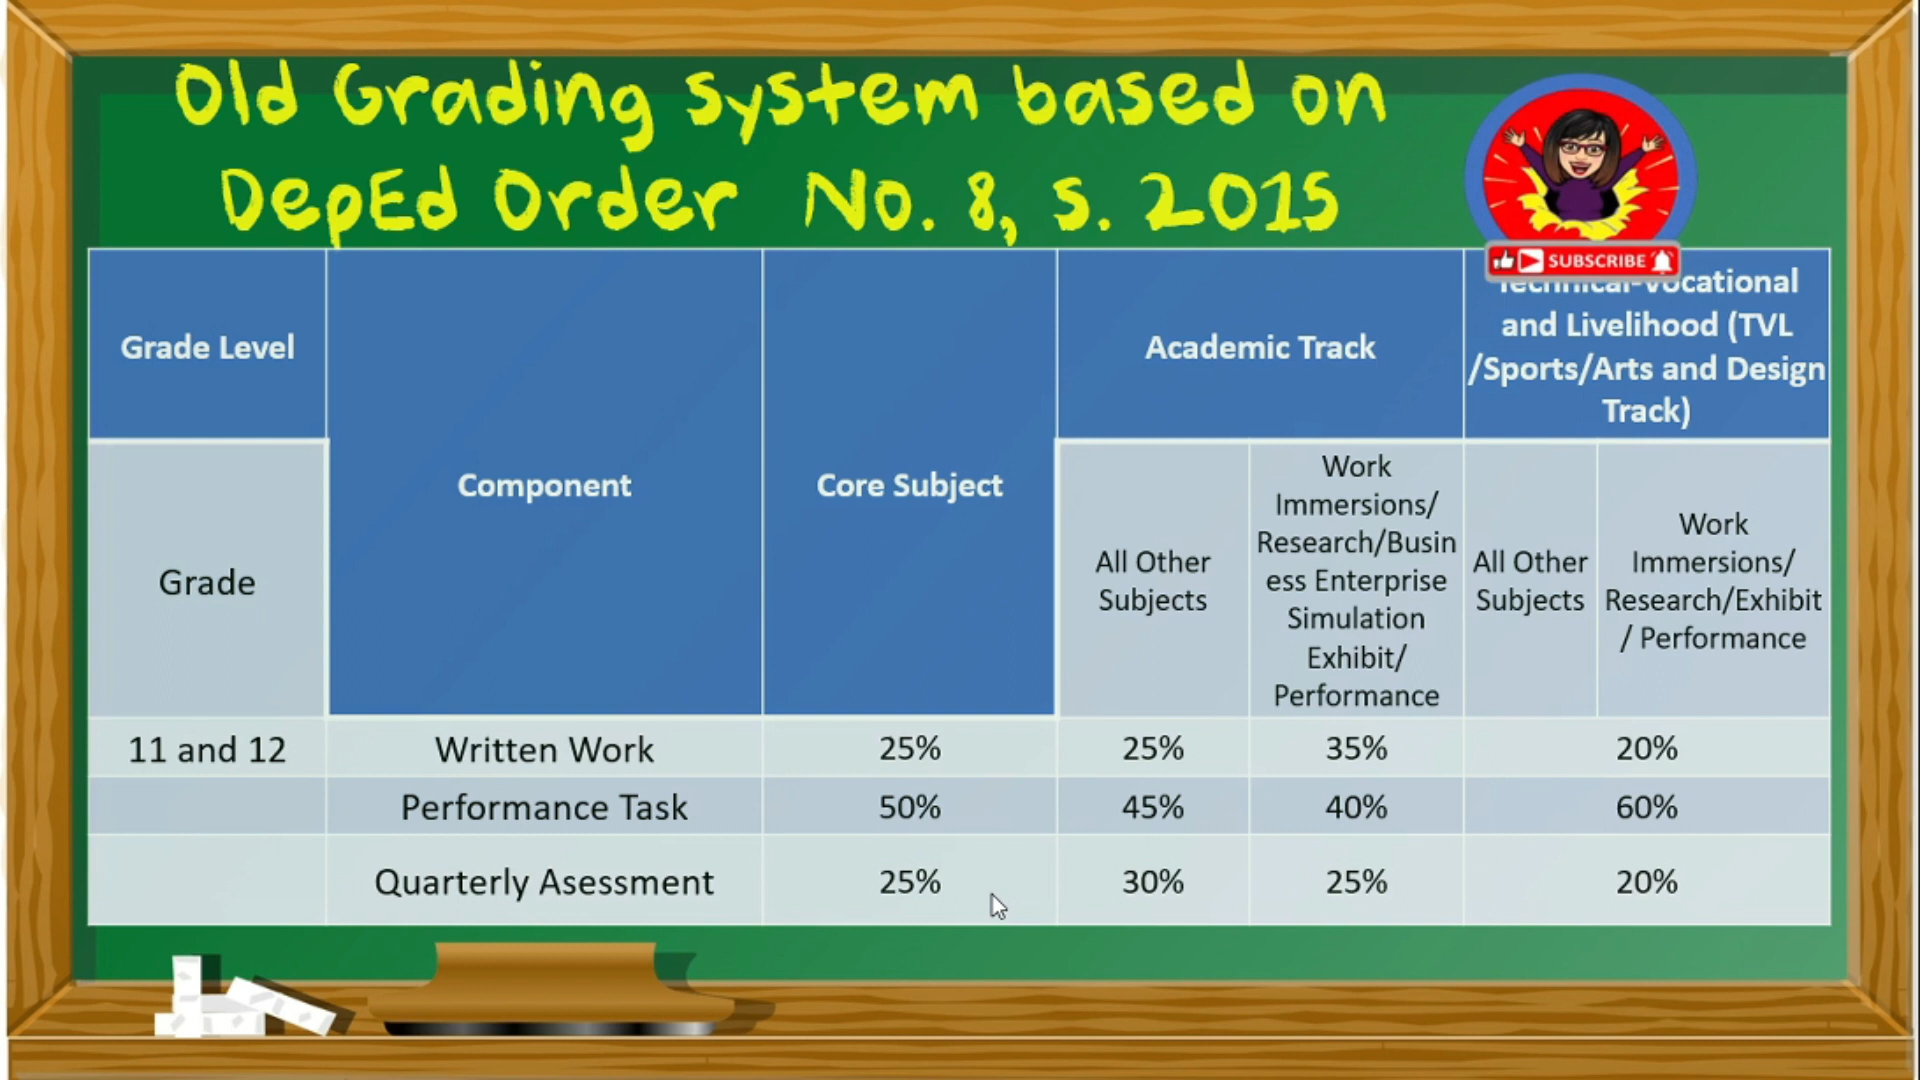 Old Grading system based on
DepEd Order No. 8, s. 2015
SUBSCRIBE
Grade Level
Component
Core Subject
Academic Track
Technical-Vocational
and Livelihood (TVL
/Sports/Arts and Design
Track)
Grade
All Other
Subjects
Work
Immersions/
Research/Busin
ess Enterprise
Simulation
Exhibit/
Performance
All Other
Subjects
Work
Immersions/
Research/Exhibit
/ Performance
11 and 12 Written Work 25% 25% 35% 20%
Performance Task 50% 45% 40% 60%
Quarterly Asessment 25% 30% 25% 20%